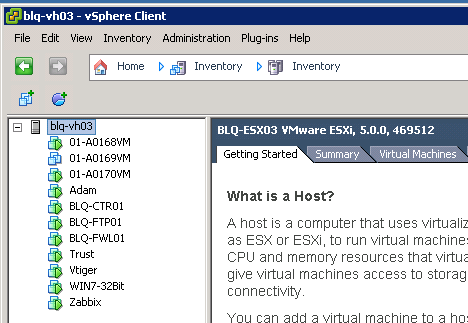 blq-vh03 - vSphere Client
File Edit View Inventory Administration Plug-ins Help
Home Inventory Inventory
blq-vh03
01-A0168VM
01-A0169VM
01-A0170VM
Adam
BLQ-CTR01
BLQ-FTP01
BLQ-FWL01
Trust
Vtiger
WIN7-32Bit
Zabbix
BLQ-ESX03 VMware ESXi, 5.0.0, 469512
Getting Started Summary Virtual Machines
What is a Host?
A host is a computer that uses virtualiz
as ESX or ESXi, to run virtual machines
CPU and memory resources that virtua
give virtual machines access to storag
connectivity.
You can add a virtual machine to a ho